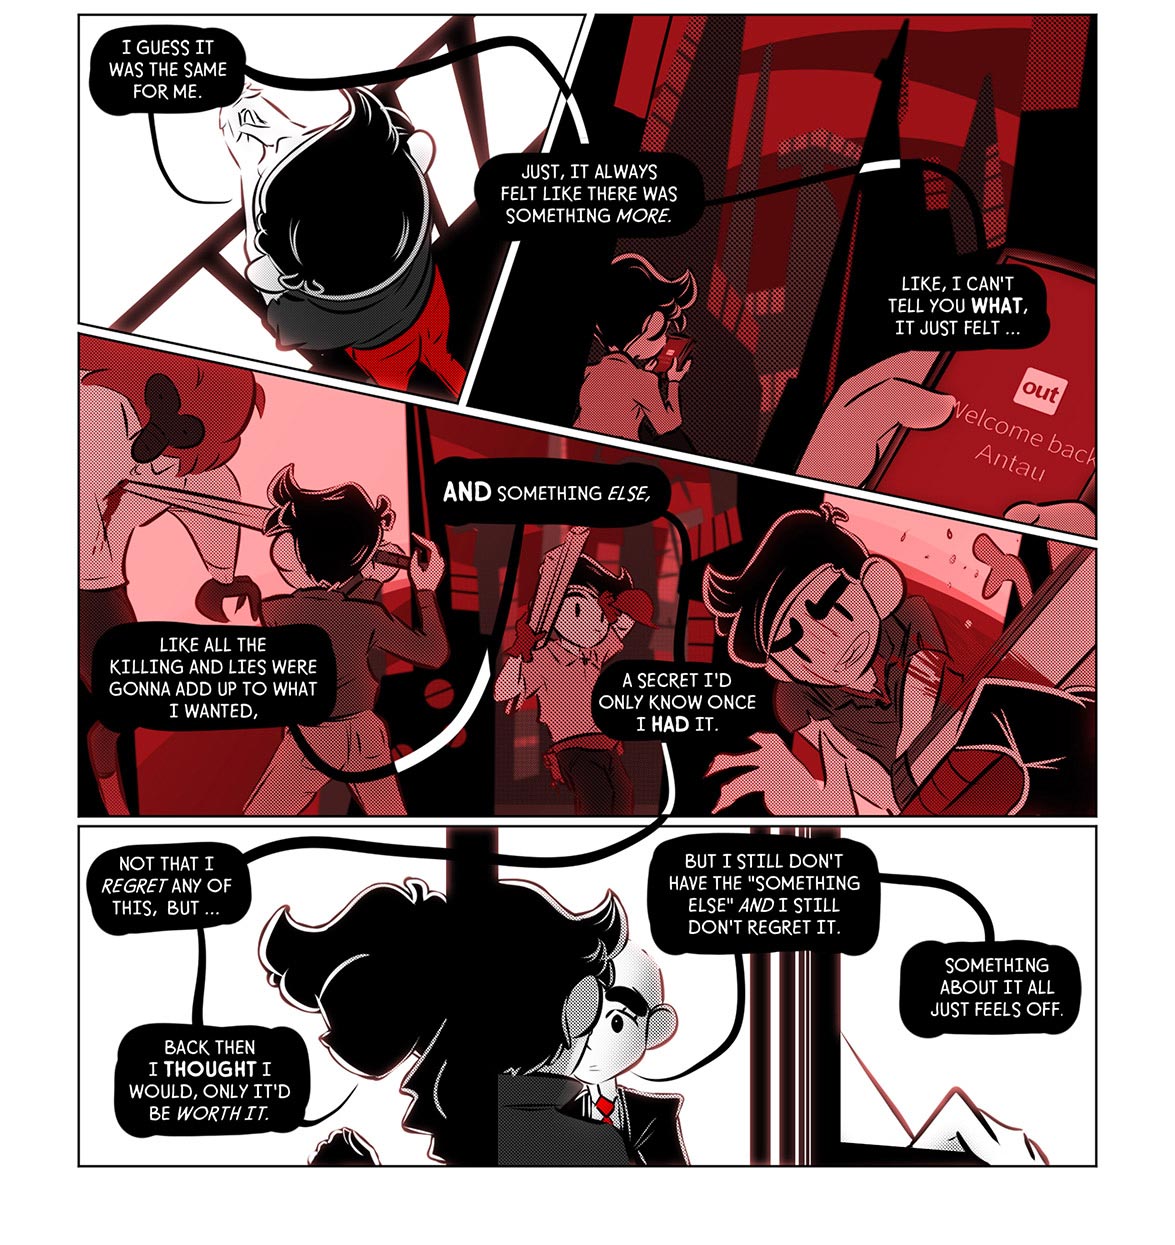 I GUESS IT
WAS THE SAME
FOR ME.
JUST, IT ALWAYS
FELT LIKE THERE WAS
SOMETHING MORE.
LIKE, I CAN'T
TELL YOU WHAT,
IT JUST FELT ...
out
Welcome back
Antau
AND SOMETHING ELSE,
LIKE ALL THE
KILLING AND LIES WERE
GONNA ADD UP TO WHAT
I WANTED,
A SECRET I'D
ONLY KNOW ONCE
I HAD IT.
NOT THAT I
REGRET ANY OF
THIS, BUT ...
BACK THEN
I THOUGHT I
WOULD, ONLY IT'D
BE WORTH IT.
BUT I STILL DON'T
HAVE THE "SOMETHING
ELSE" AND I STILL
DON'T REGRET IT.
SOMETHING
ABOUT IT ALL
JUST FEELS OFF.